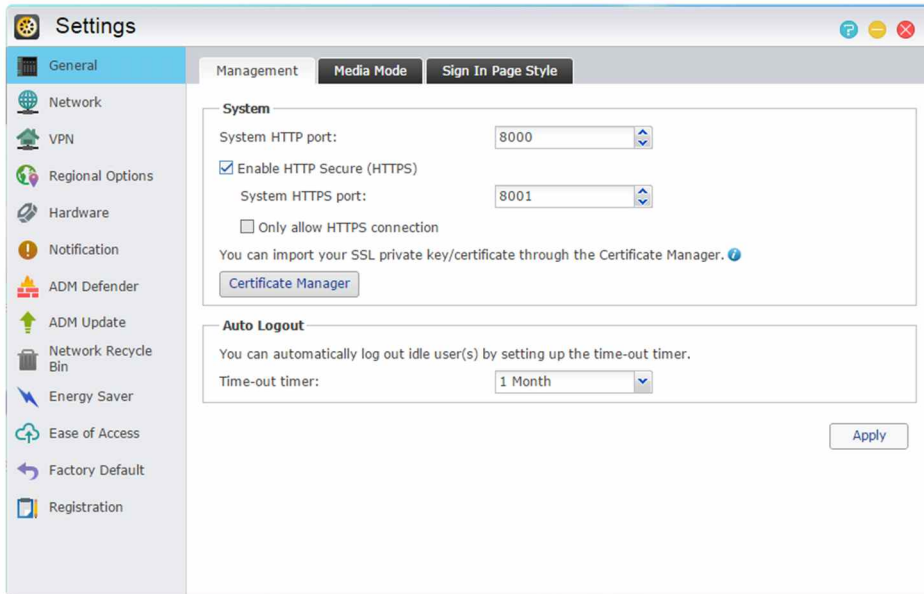 Settings
General
Network
VPN
Regional Options
Hardware
Notification
ADM Defender
ADM Update
Network Recycle
Bin
Energy Saver
Ease of Access
Factory Default
Registration
Management
Media Mode
Sign In Page Style
System
System HTTP port:
8000
Enable HTTP Secure (HTTPS)
System HTTPS port:
8001
Only allow HTTPS connection
You can import your SSL private key/certificate through the Certificate Manager.
Certificate Manager
Auto Logout
You can automatically log out idle user(s) by setting up the time-out timer.
Time-out timer:
1 Month
Apply